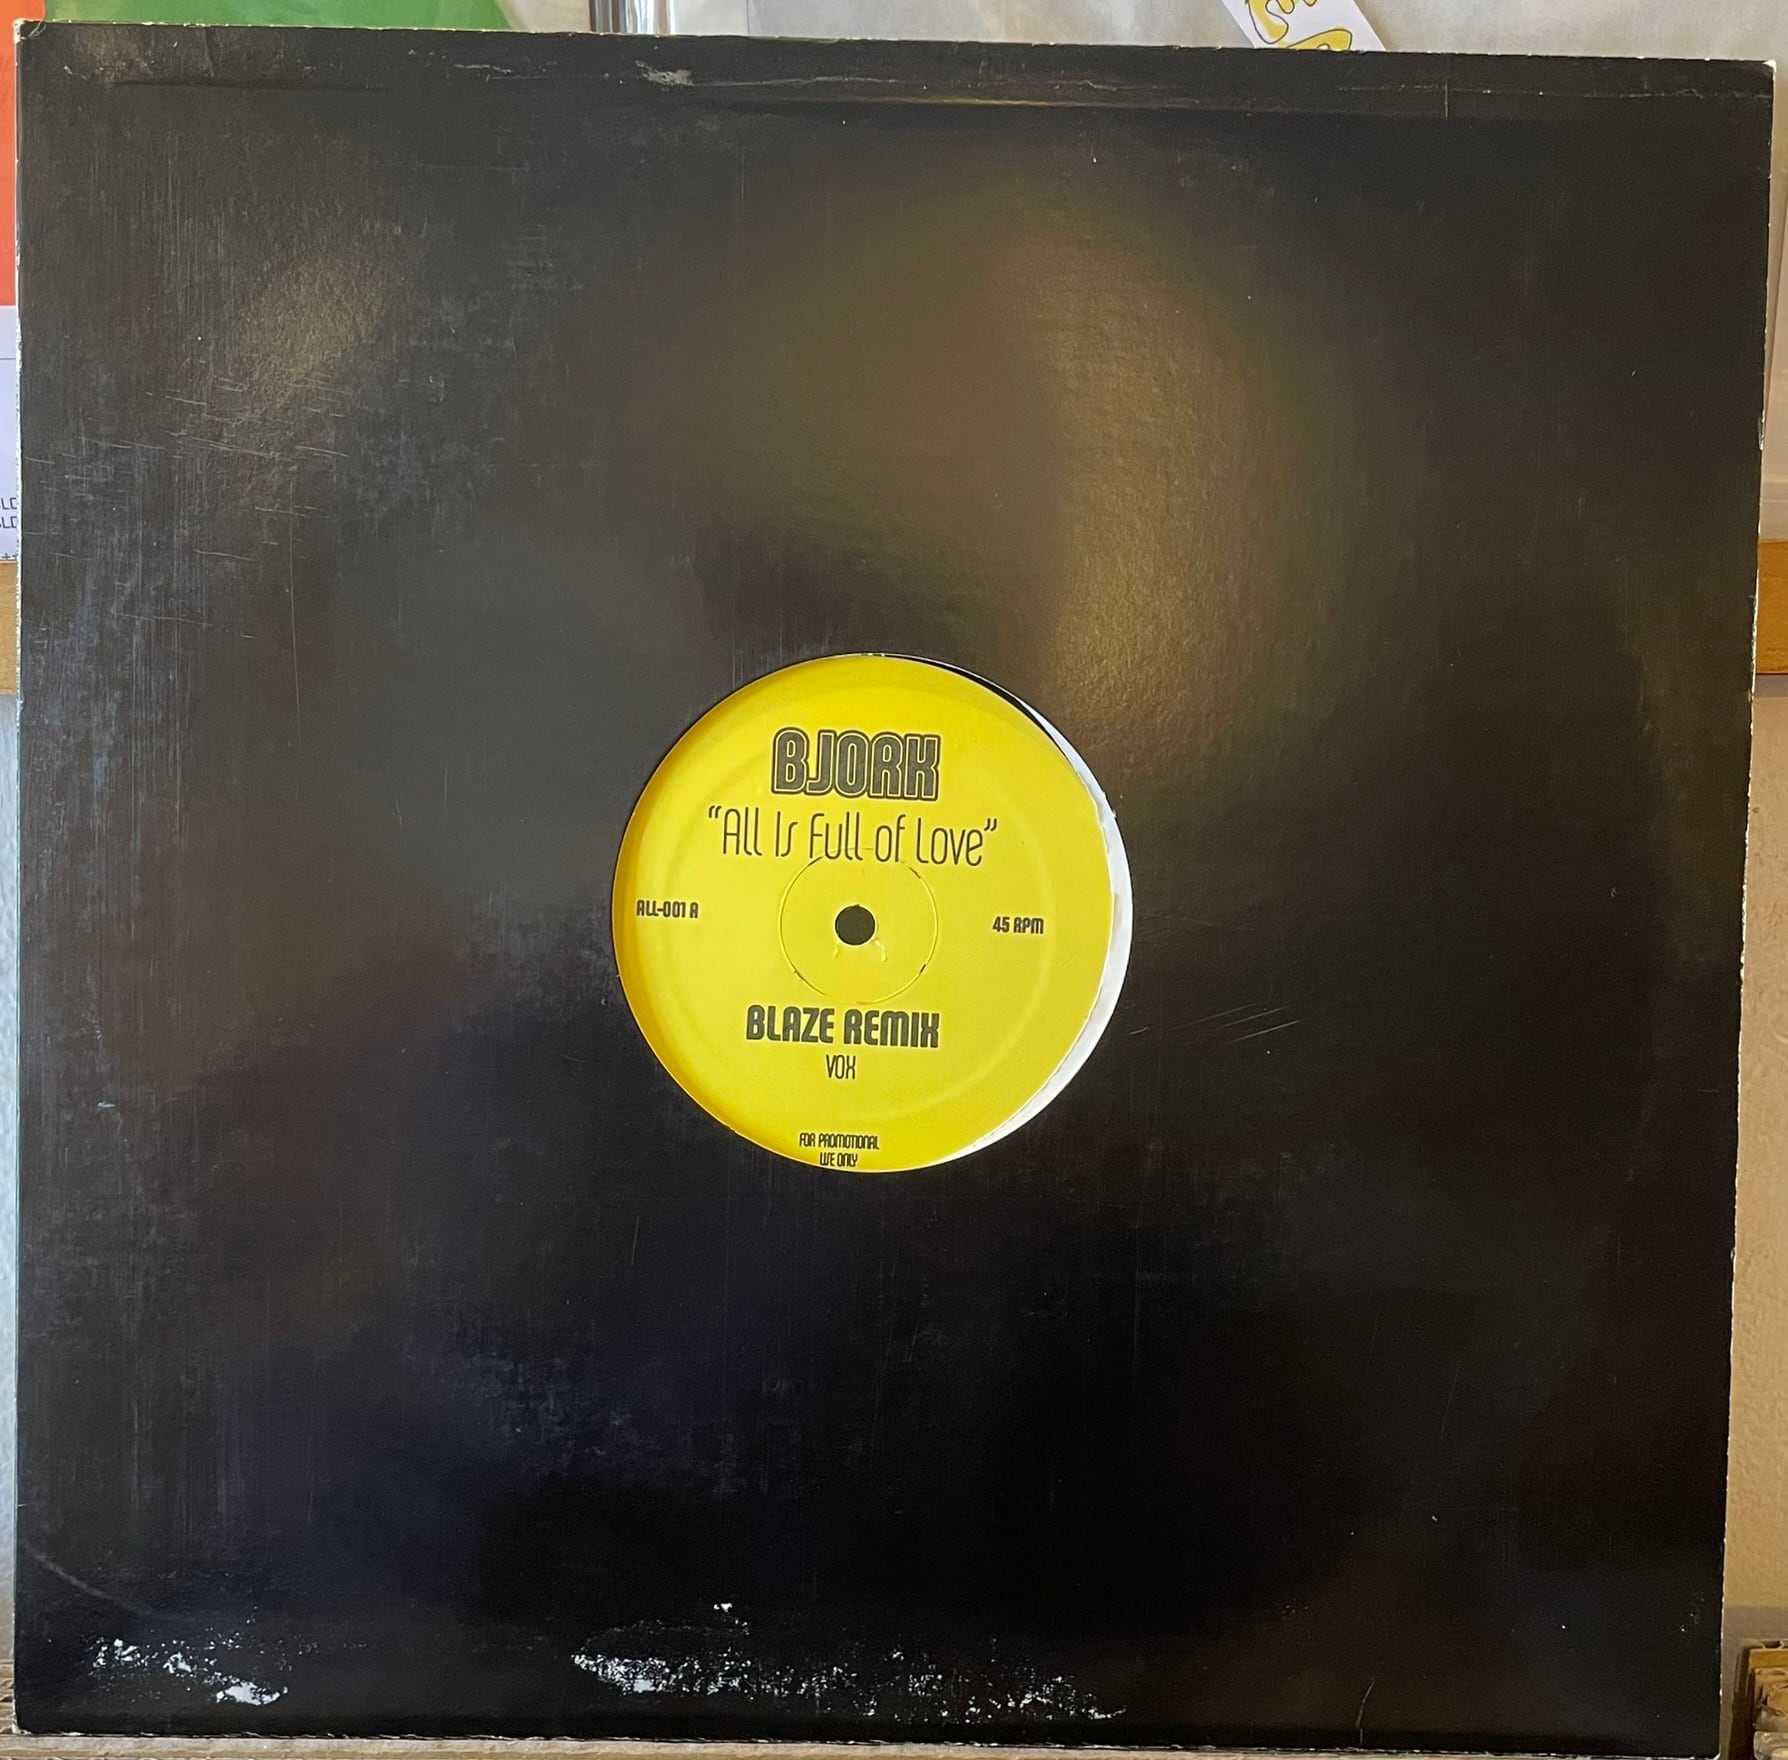 BJORK
"All Is Full of Love"
ALL-001 A
45 RPM
BLAZE REMIX
VOX
FOR PROMOTIONAL
USE ONLY